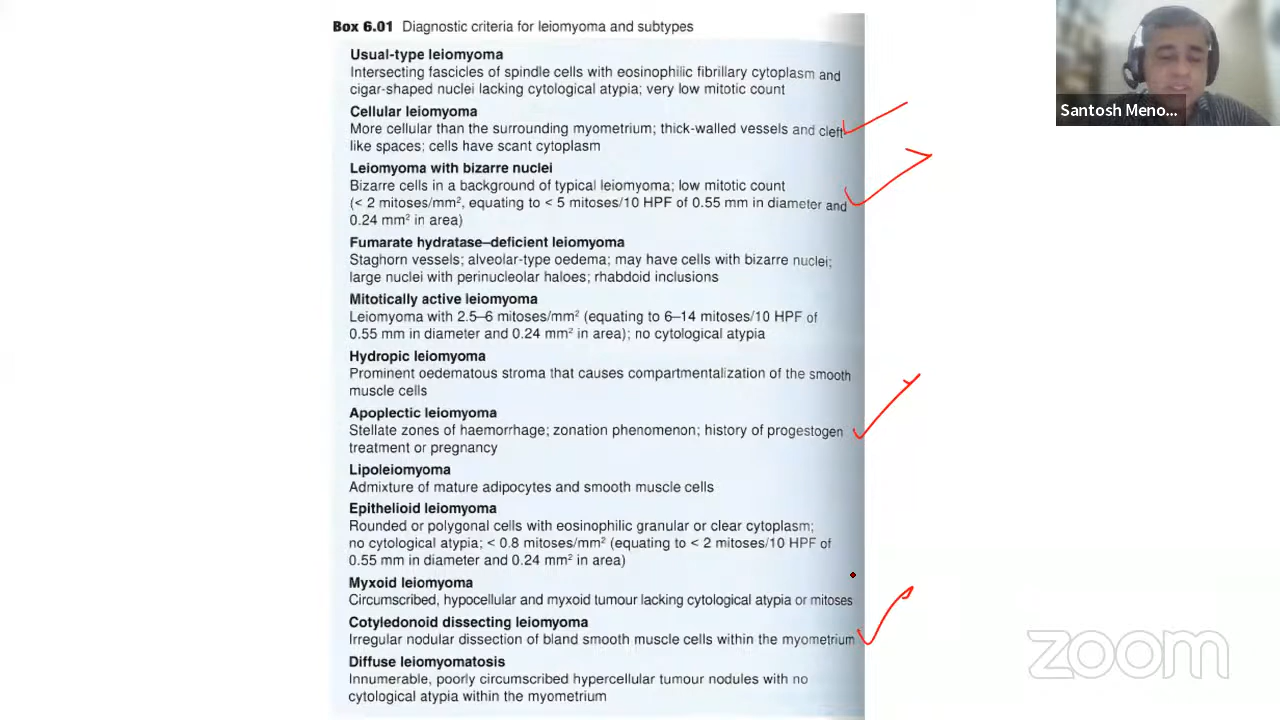 Box 6.01 Diagnostic criteria for leiomyoma and subtypes
Usual-type leiomyoma
Intersecting fascicles of spindle cells with eosinophilic fibrillary cytoplasm and
cigar-shaped nuclei lacking cytological atypia; very low mitotic count
Cellular leiomyoma
More cellular than the surrounding myometrium; thick-walled vessels and cleft-
like spaces; cells have scant cytoplasm
Leiomyoma with bizarre nuclei
Bizarre cells in a background of typical leiomyoma; low mitotic count
(< 2 mitoses/mm², equating to < 5 mitoses/10 HPF of 0.55 mm in diameter and
0.24 mm² in area)
Fumarate hydratase–deficient leiomyoma
Staghorn vessels; alveolar-type oedema; may have cells with bizarre nuclei;
large nuclei with perinucleolar haloes; rhabdoid inclusions
Mitotically active leiomyoma
Leiomyoma with 2.5–6 mitoses/mm² (equating to 6–14 mitoses/10 HPF of
0.55 mm in diameter and 0.24 mm² in area); no cytological atypia
Hydropic leiomyoma
Prominent oedematous stroma that causes compartmentalization of the smooth
muscle cells
Apoplectic leiomyoma
Stellate zones of haemorrhage; zonation phenomenon; history of progestogen
treatment or pregnancy
Lipoleiomyoma
Admixture of mature adipocytes and smooth muscle cells
Epithelioid leiomyoma
Rounded or polygonal cells with eosinophilic granular or clear cytoplasm;
no cytological atypia; < 0.8 mitoses/mm² (equating to < 2 mitoses/10 HPF of
0.55 mm in diameter and 0.24 mm² in area)
Myxoid leiomyoma
Circumscribed, hypocellular and myxoid tumour lacking cytological atypia or mitoses
Cotyledonoid dissecting leiomyoma
Irregular nodular dissection of bland smooth muscle cells within the myometrium
Diffuse leiomyomatosis
Innumerable, poorly circumscribed hypercellular tumour nodules with no
cytological atypia within the myometrium
Santosh Meno...
zoom